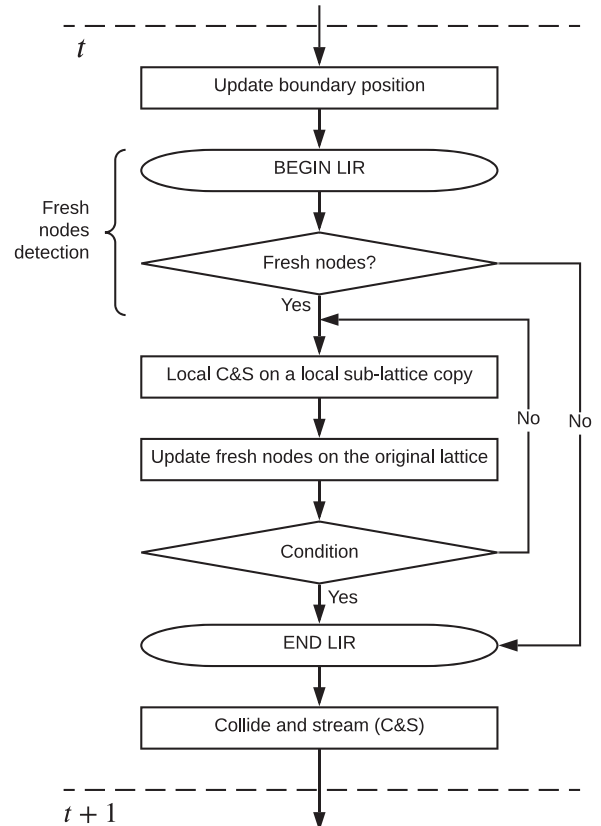 t
Update boundary position
BEGIN LIR
Fresh
nodes
detection
Fresh nodes?
Yes
Local C&S on a local sub-lattice copy
No
No
Update fresh nodes on the original lattice
Condition
Yes
END LIR
Collide and stream (C&S)
t + 1